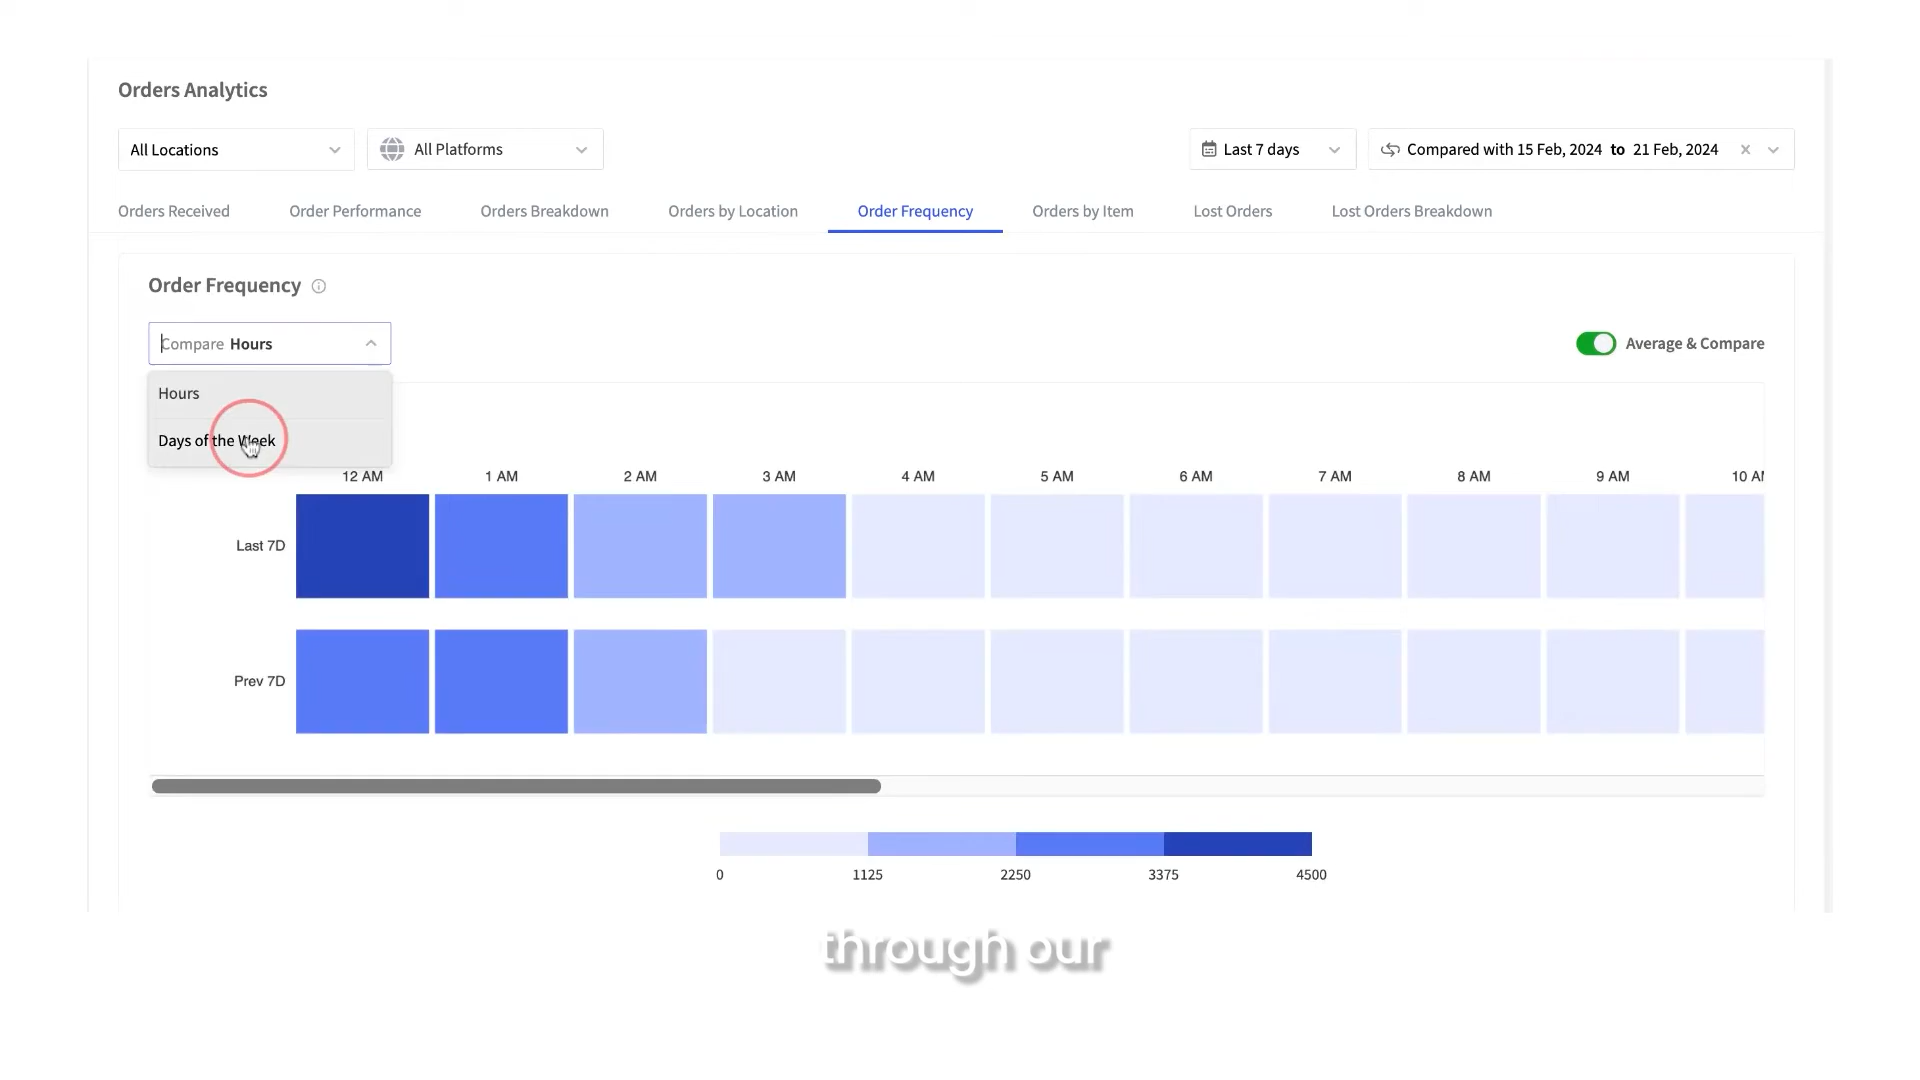 Orders Analytics
All Locations
All Platforms
Last 7 days
Compared with 15 Feb, 2024 to 21 Feb, 2024
Orders Received
Order Performance
Orders Breakdown
Orders by Location
Order Frequency
Orders by Item
Lost Orders
Lost Orders Breakdown
Order Frequency
Compare Hours
Average & Compare
Hours
Days of the Week
12 AM 1 AM 2 AM 3 AM 4 AM 5 AM 6 AM 7 AM 8 AM 9 AM 10 AM
Last 7D
Prev 7D
0 1125 2250 3375 4500
through our